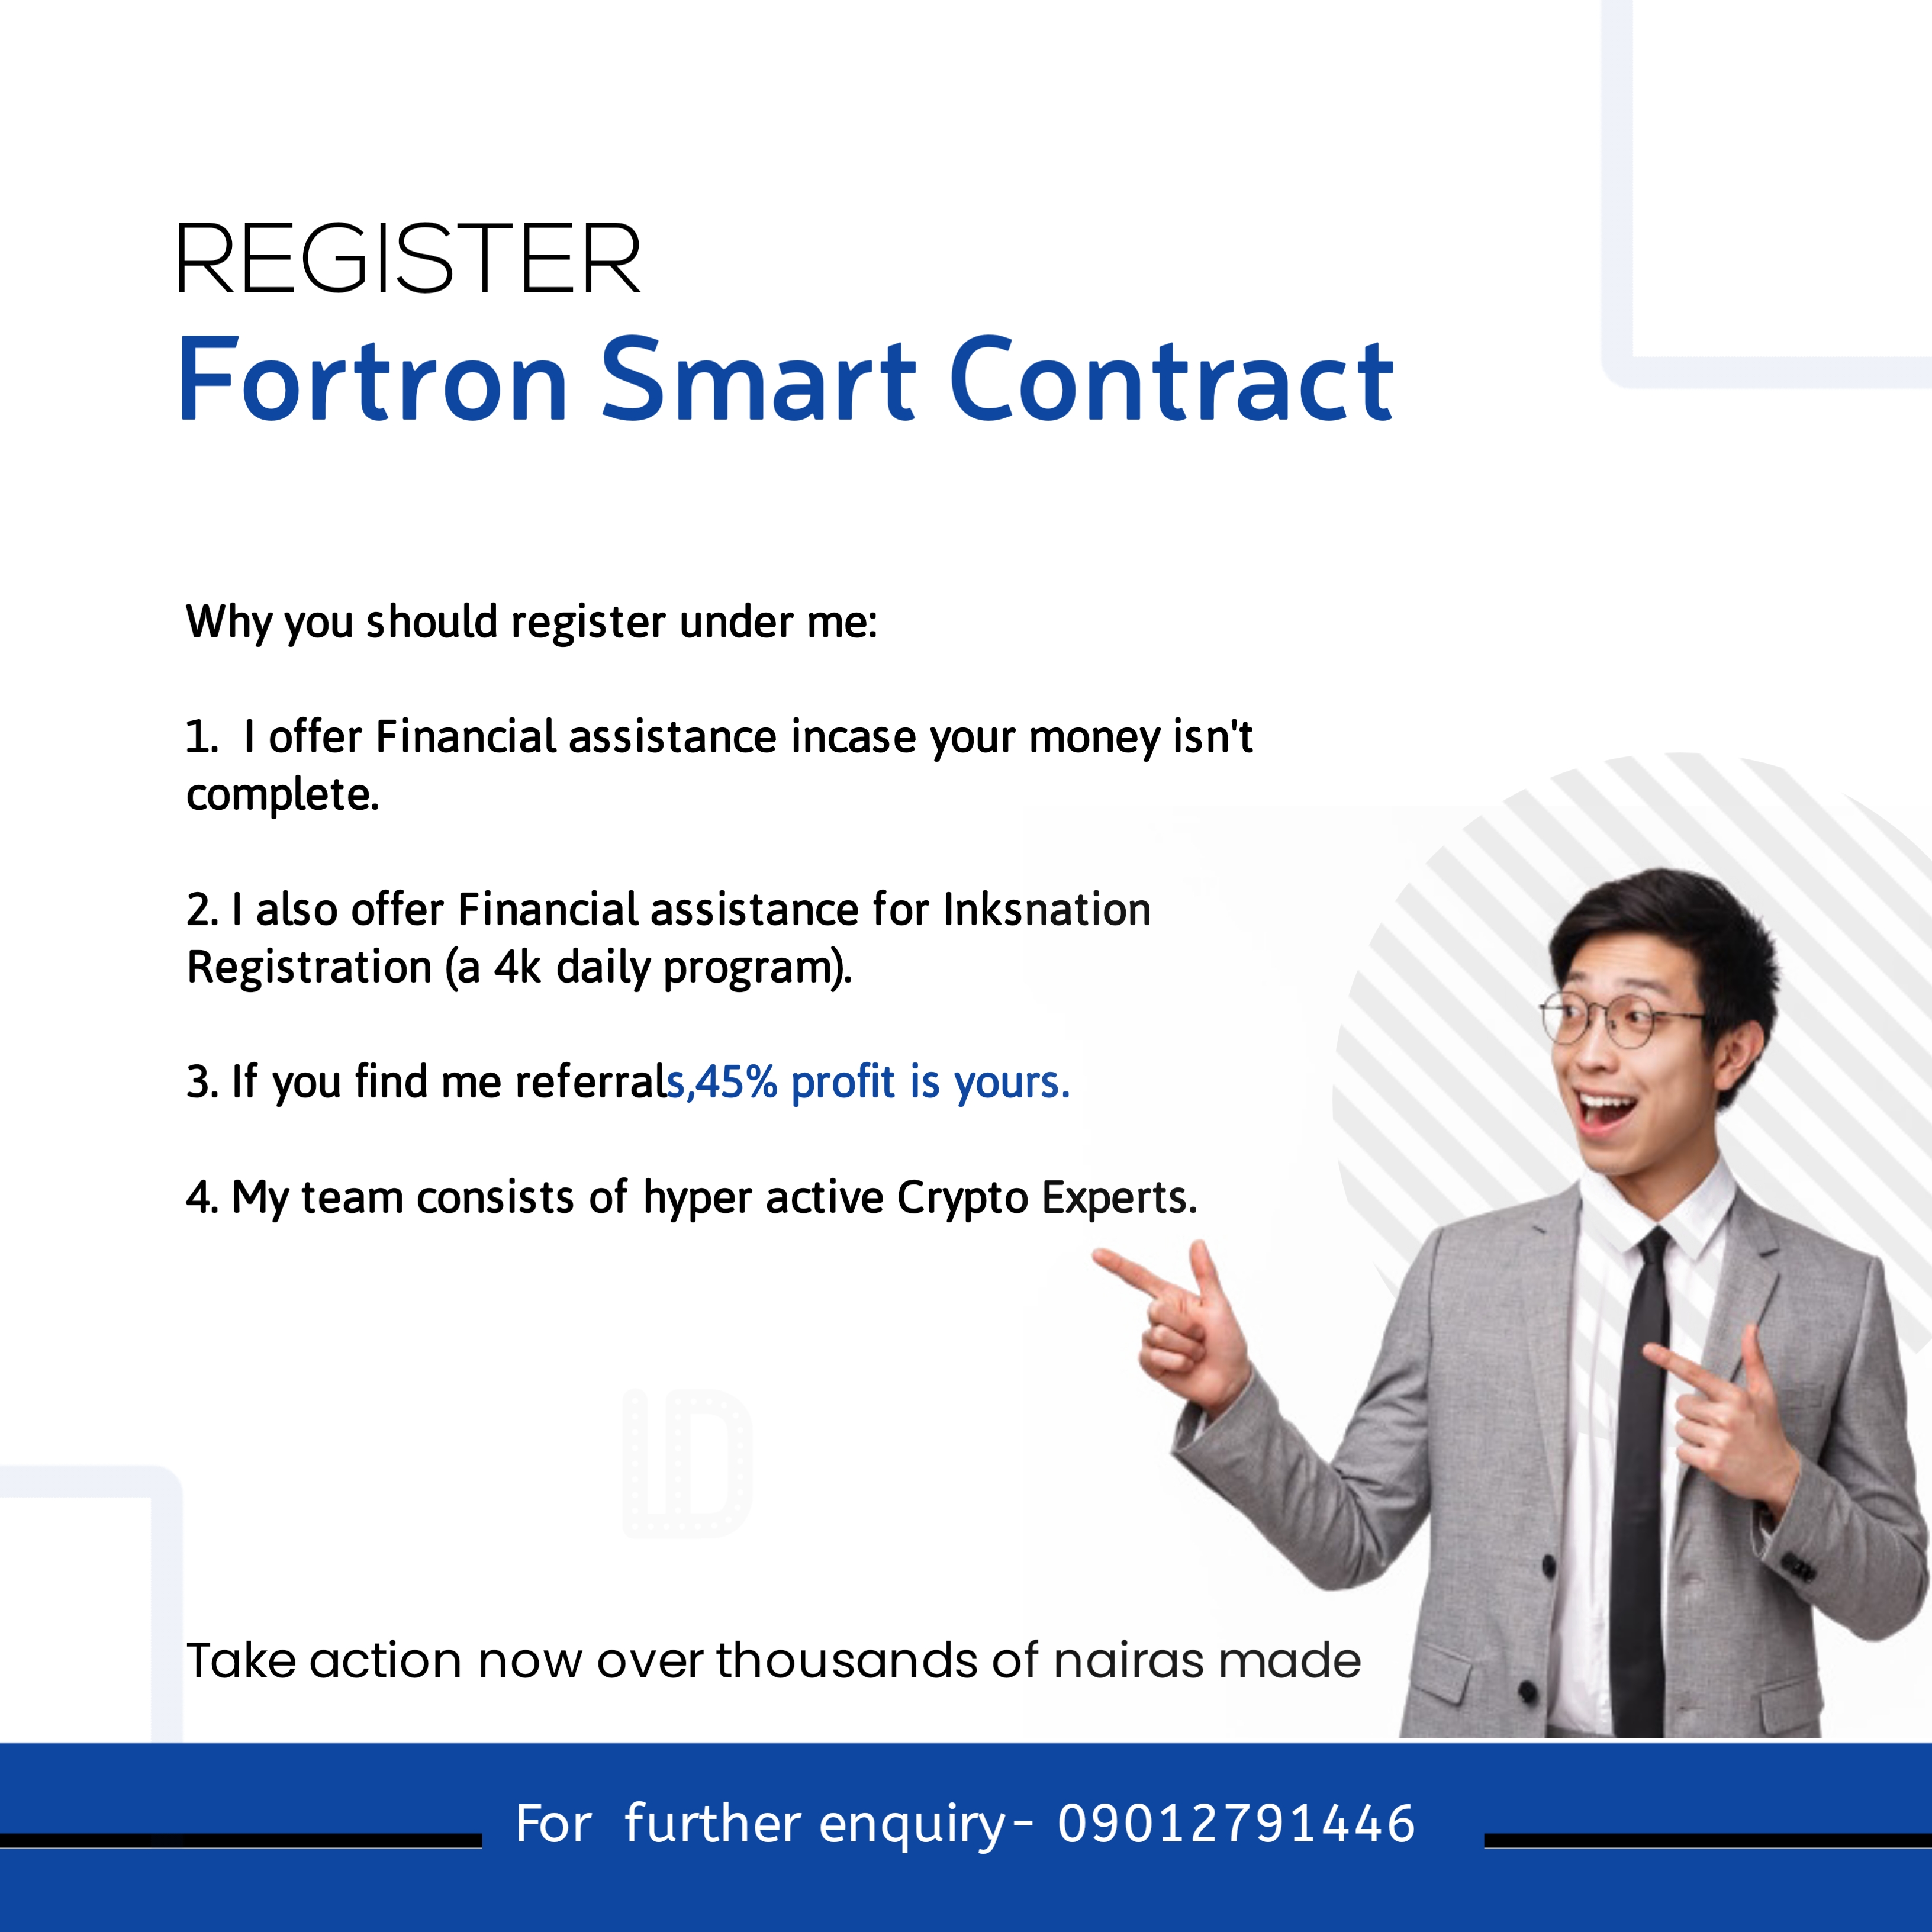 REGISTER
Fortron Smart Contract
Why you should register under me:
1.  I offer Financial assistance incase your money isn't
complete.
2. I also offer Financial assistance for Inksnation
Registration (a 4k daily program).
3. If you find me referrals,45% profit is yours.
4. My team consists of hyper active Crypto Experts.
LD
Take action now over thousands of nairas made
For  further enquiry- 09012791446